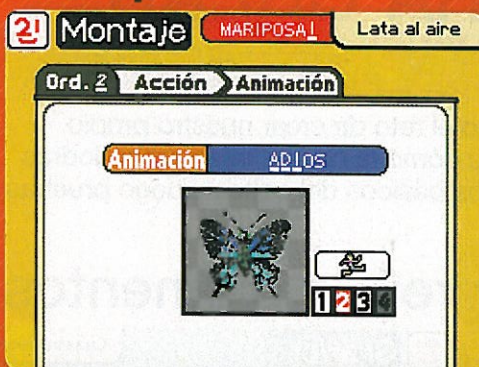 2! Montaje MARIPOSA1 Lata al aire
Ord. 2 Acción Animación
Animación ADIOS
1 2 3 4